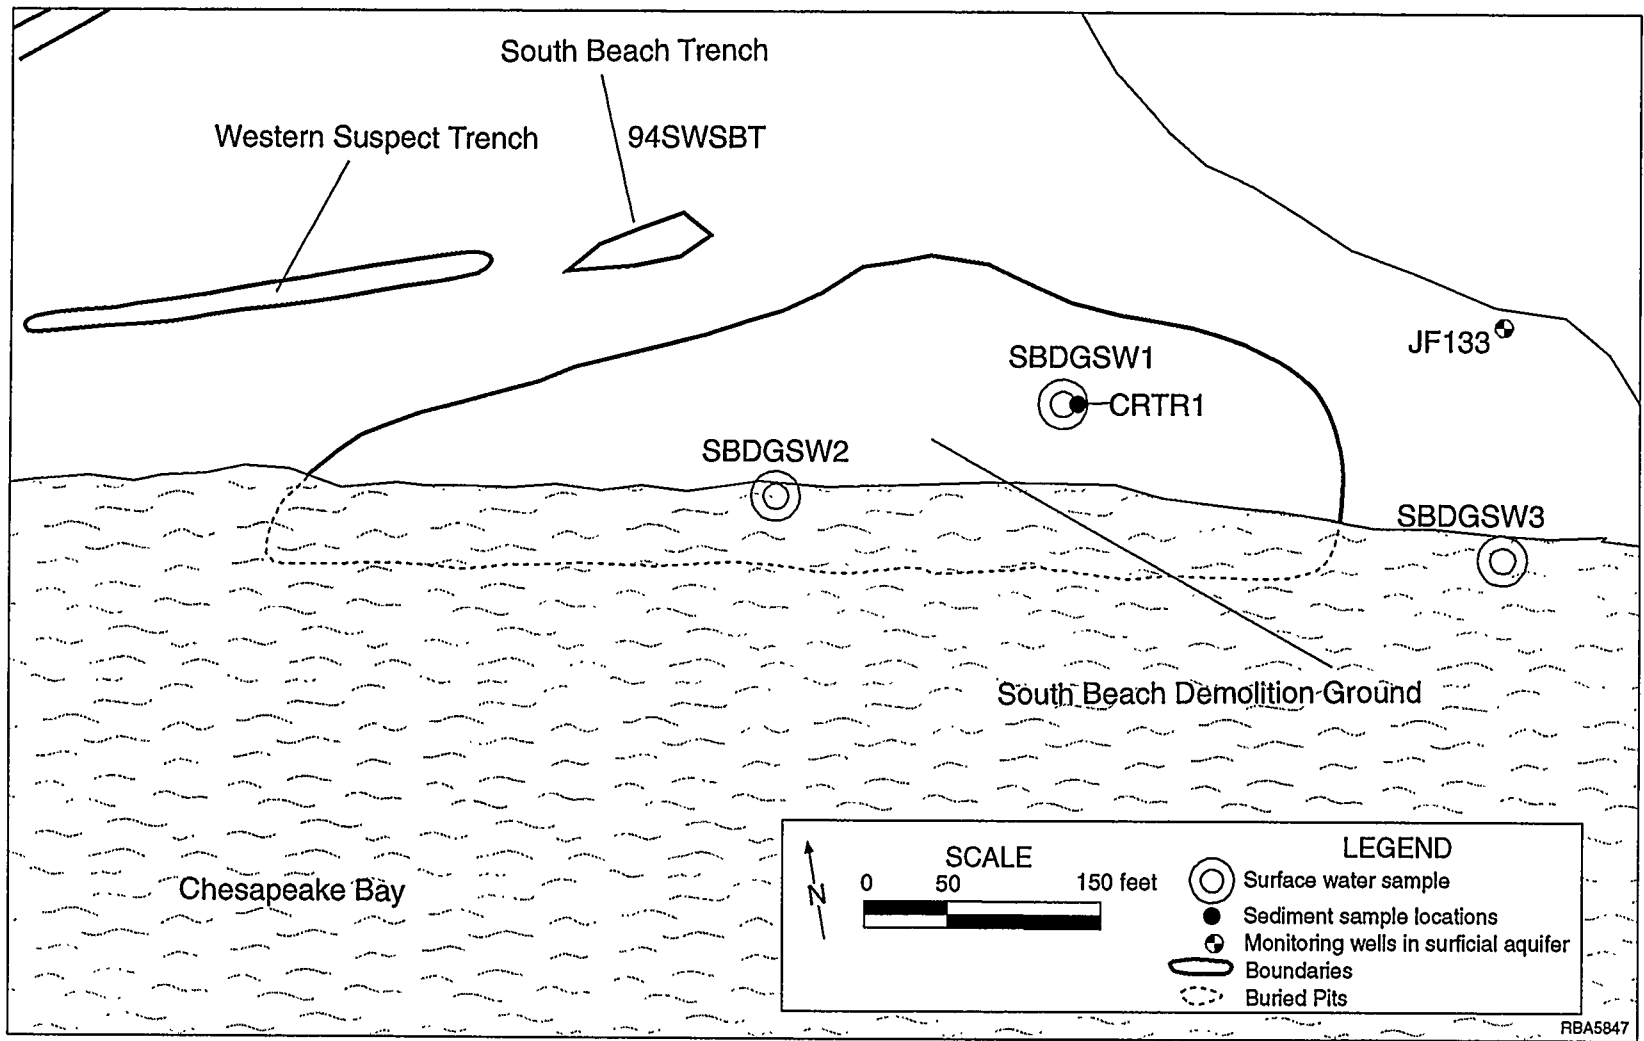 South Beach Trench
Western Suspect Trench
94SWSBT
JF133
SBDGSW1
CRTR1
SBDGSW2
SBDGSW3
South Beach Demolition Ground
Chesapeake Bay
N
SCALE
0 50 150 feet
LEGEND
Surface water sample
Sediment sample locations
Monitoring wells in surficial aquifer
Boundaries
Buried Pits
RBA5847